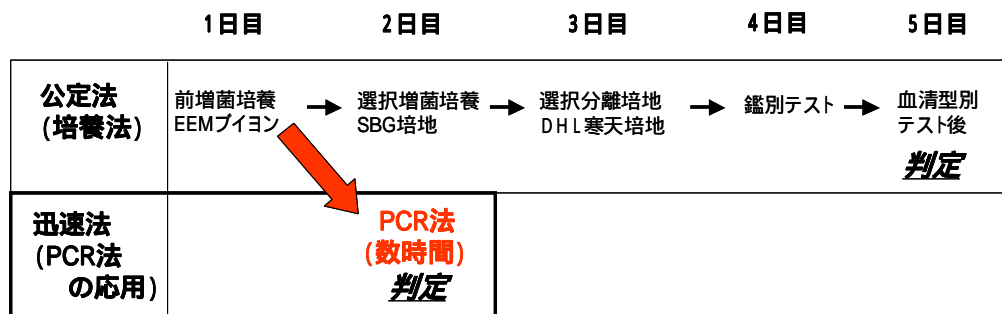 1日目 2日目 3日目 4日目 5日目
公定法
(培養法)
前増菌培養
EEMブイヨン
選択増菌培養
SBG培地
選択分離培地
DHL寒天培地
鑑別テスト
血清型別
テスト後
判定
迅速法
(PCR法
の応用)
PCR法
(数時間)
判定